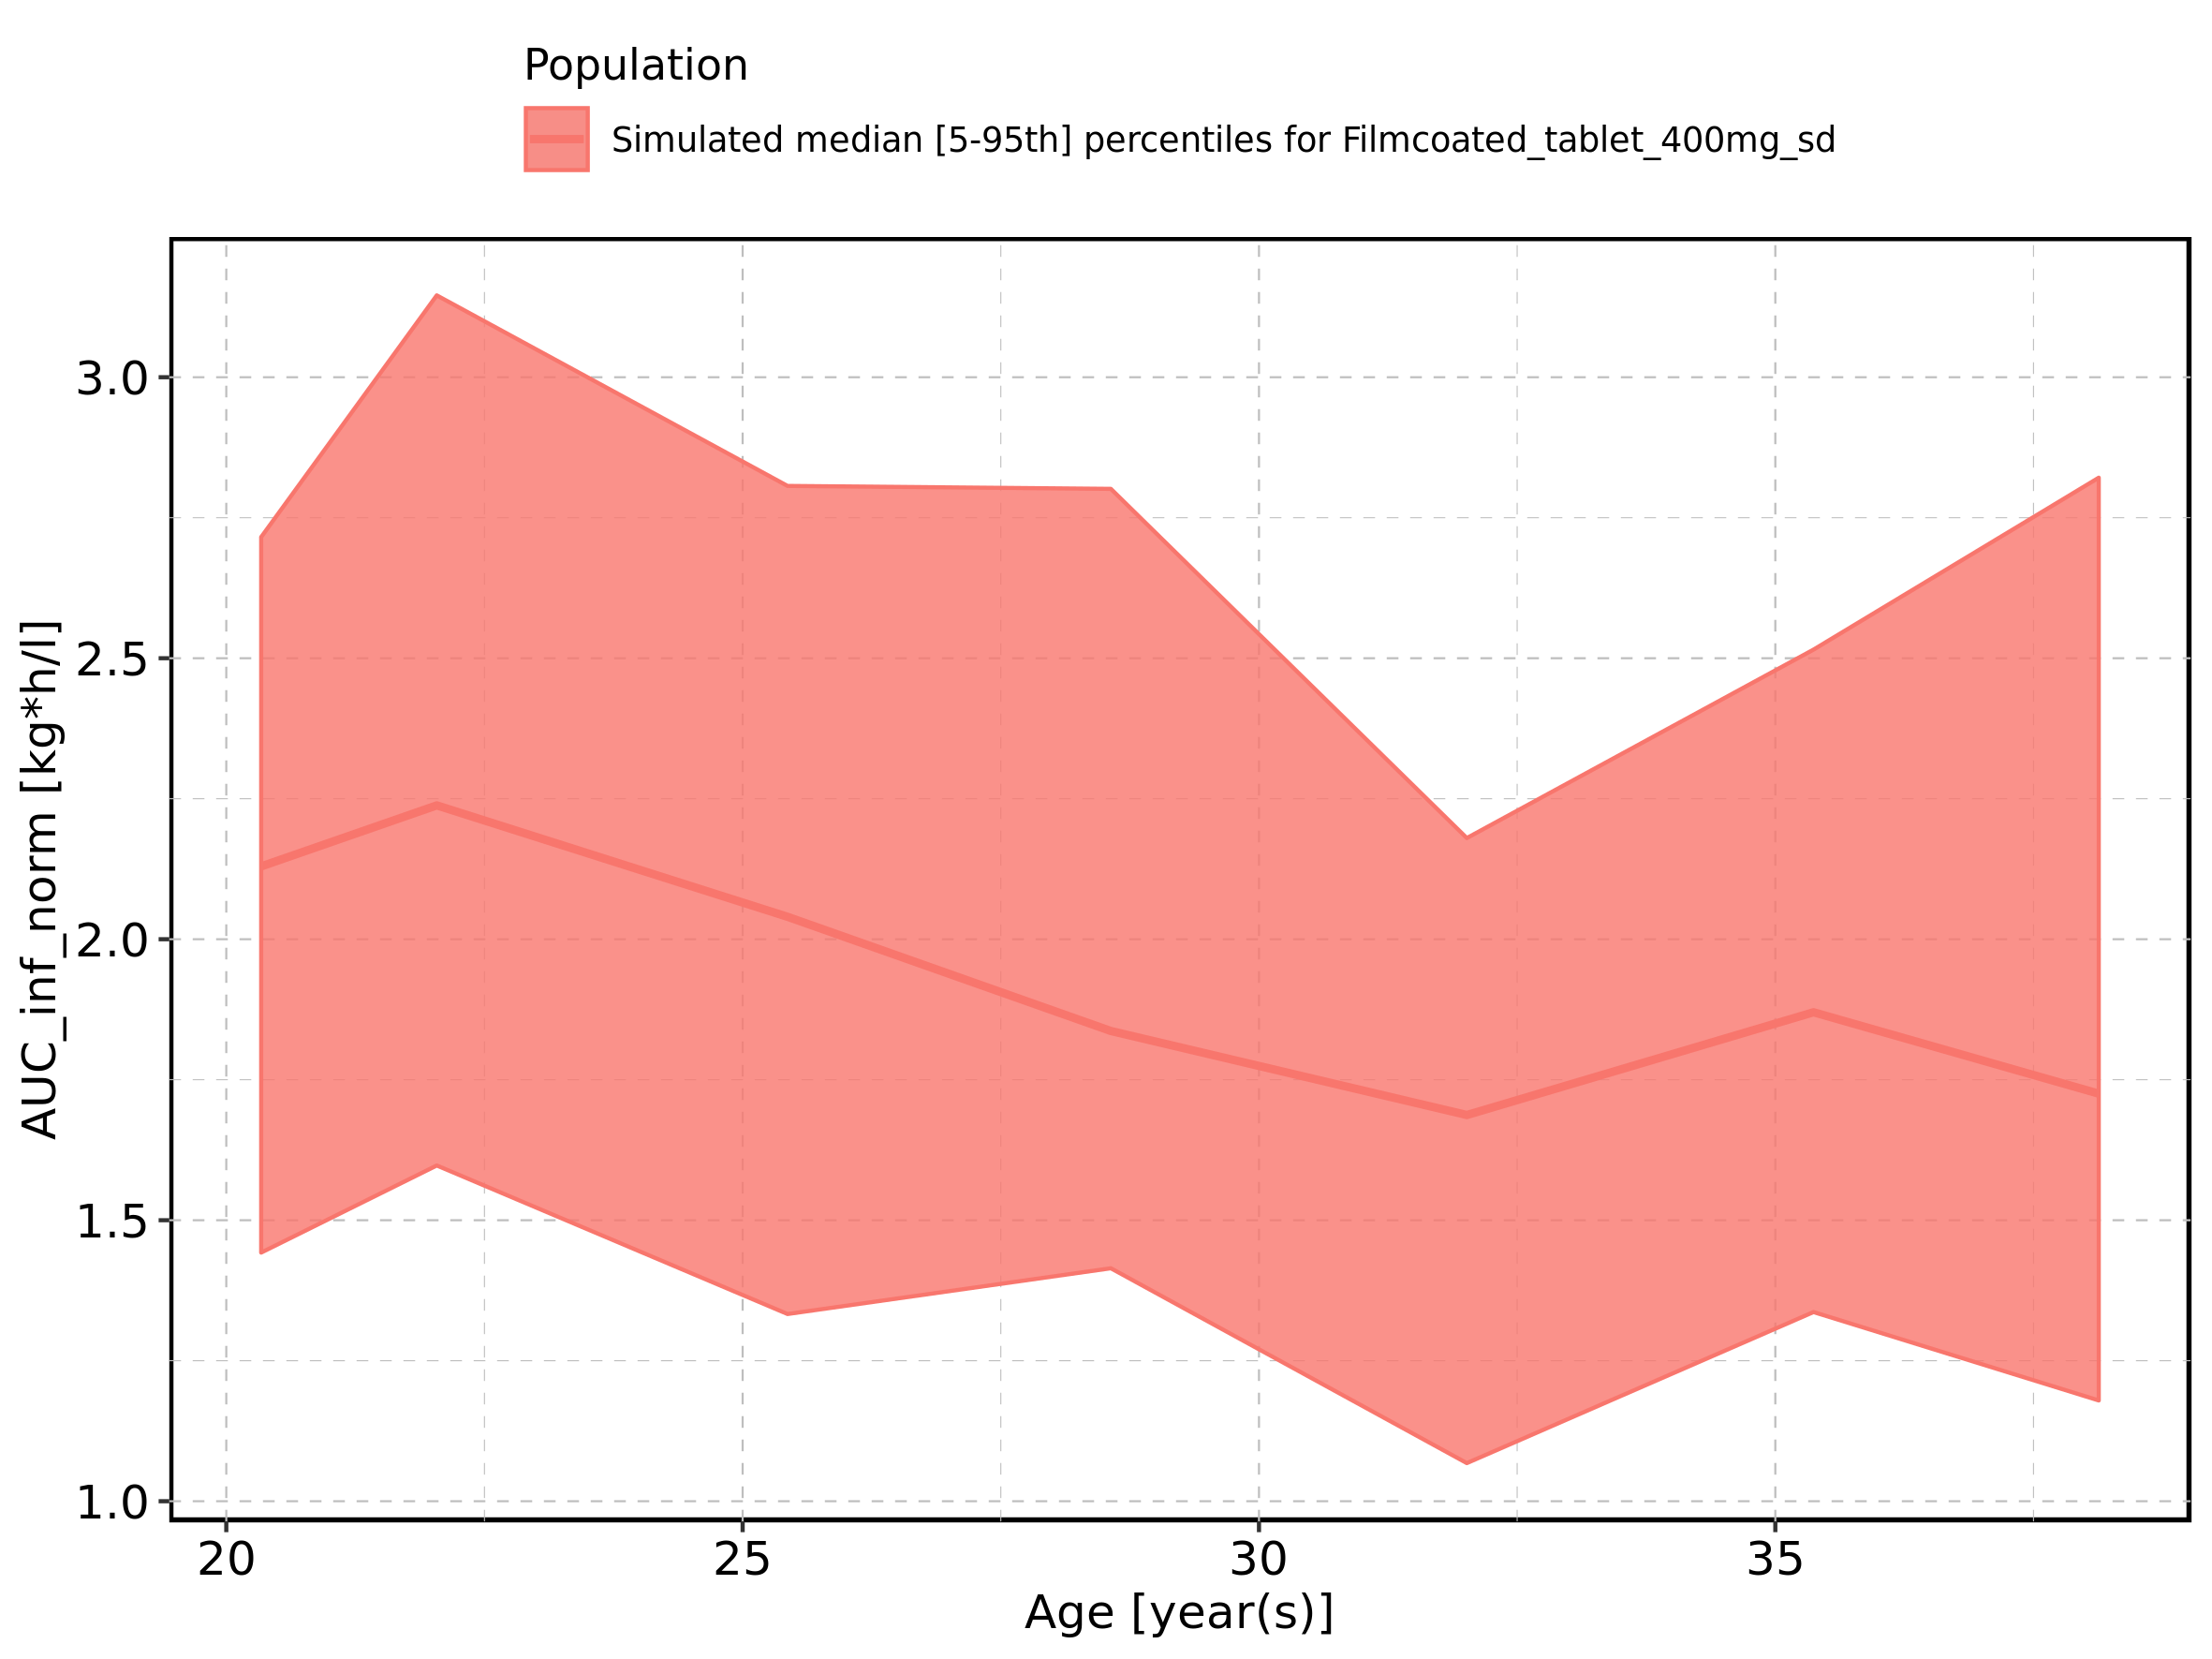 Population
Simulated median [5-95th] percentiles for Filmcoated_tablet_400mg_sd
AUC_inf_norm [kg*h/l]
3.0
2.5
2.0
1.5
1.0
20 25 30 35
Age [year(s)]